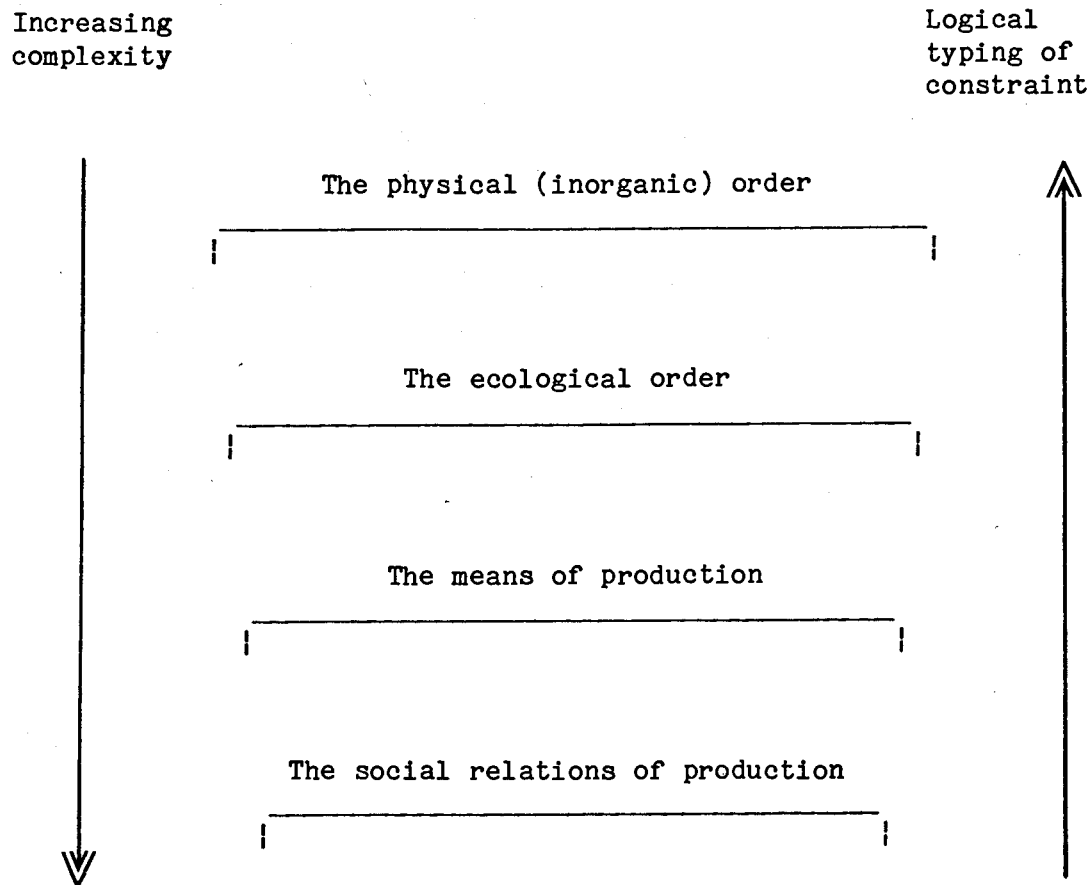 Increasing
complexity
Logical
typing of
constraint
The physical (inorganic) order
The ecological order
The means of production
The social relations of production